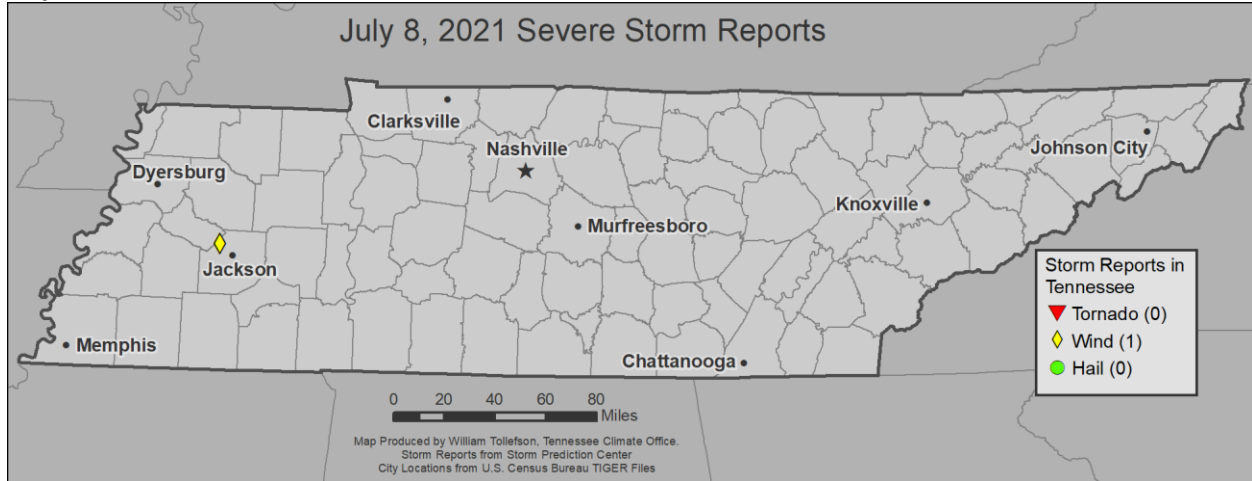 July 8, 2021 Severe Storm Reports
Clarksville
Nashville
Johnson City
Dyersburg
Knoxville
Murfreesboro
Jackson
Storm Reports in
Tennessee
Tornado (0)
Wind (1)
Hail (0)
Memphis
Chattanooga
0 20 40 60 80
Miles
Map Produced by William Tollefson, Tennessee Climate Office.
Storm Reports from Storm Prediction Center
City Locations from U.S. Census Bureau TIGER Files